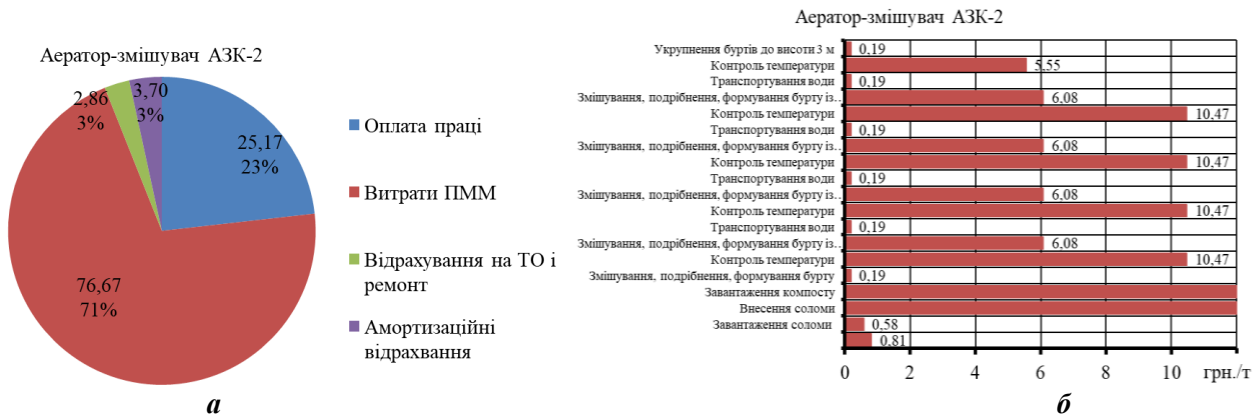 Аератор-змішувач АЗК-2
2,86
3%
3,70
3%
25,17
23%
76,67
71%
Оплата праці
Витрати ПММ
Відрахування на ТО і
ремонт
Амортизаційні
відрахвання
а
Аератор-змішувач АЗК-2
Укрупнення буртів до висоти 3 м
0,19
Контроль температури
5,55
Транспортування води
0,19
Змішування, подрібнення, формування бурту із..
6,08
Контроль температури
10,47
Транспортування води
0,19
Змішування, подрібнення, формування бурту із..
6,08
Контроль температури
10,47
Транспортування води
0,19
Змішування, подрібнення, формування бурту із..
6,08
Контроль температури
10,47
Транспортування води
0,19
Змішування, подрібнення, формування бурту із..
6,08
Контроль температури
10,47
Змішування, подрібнення, формування бурту
0,19
Завантаження компосту
Внесення соломи
Завантаження соломи
0,58
0,81
0 2 4 6 8 10 грн./т
б